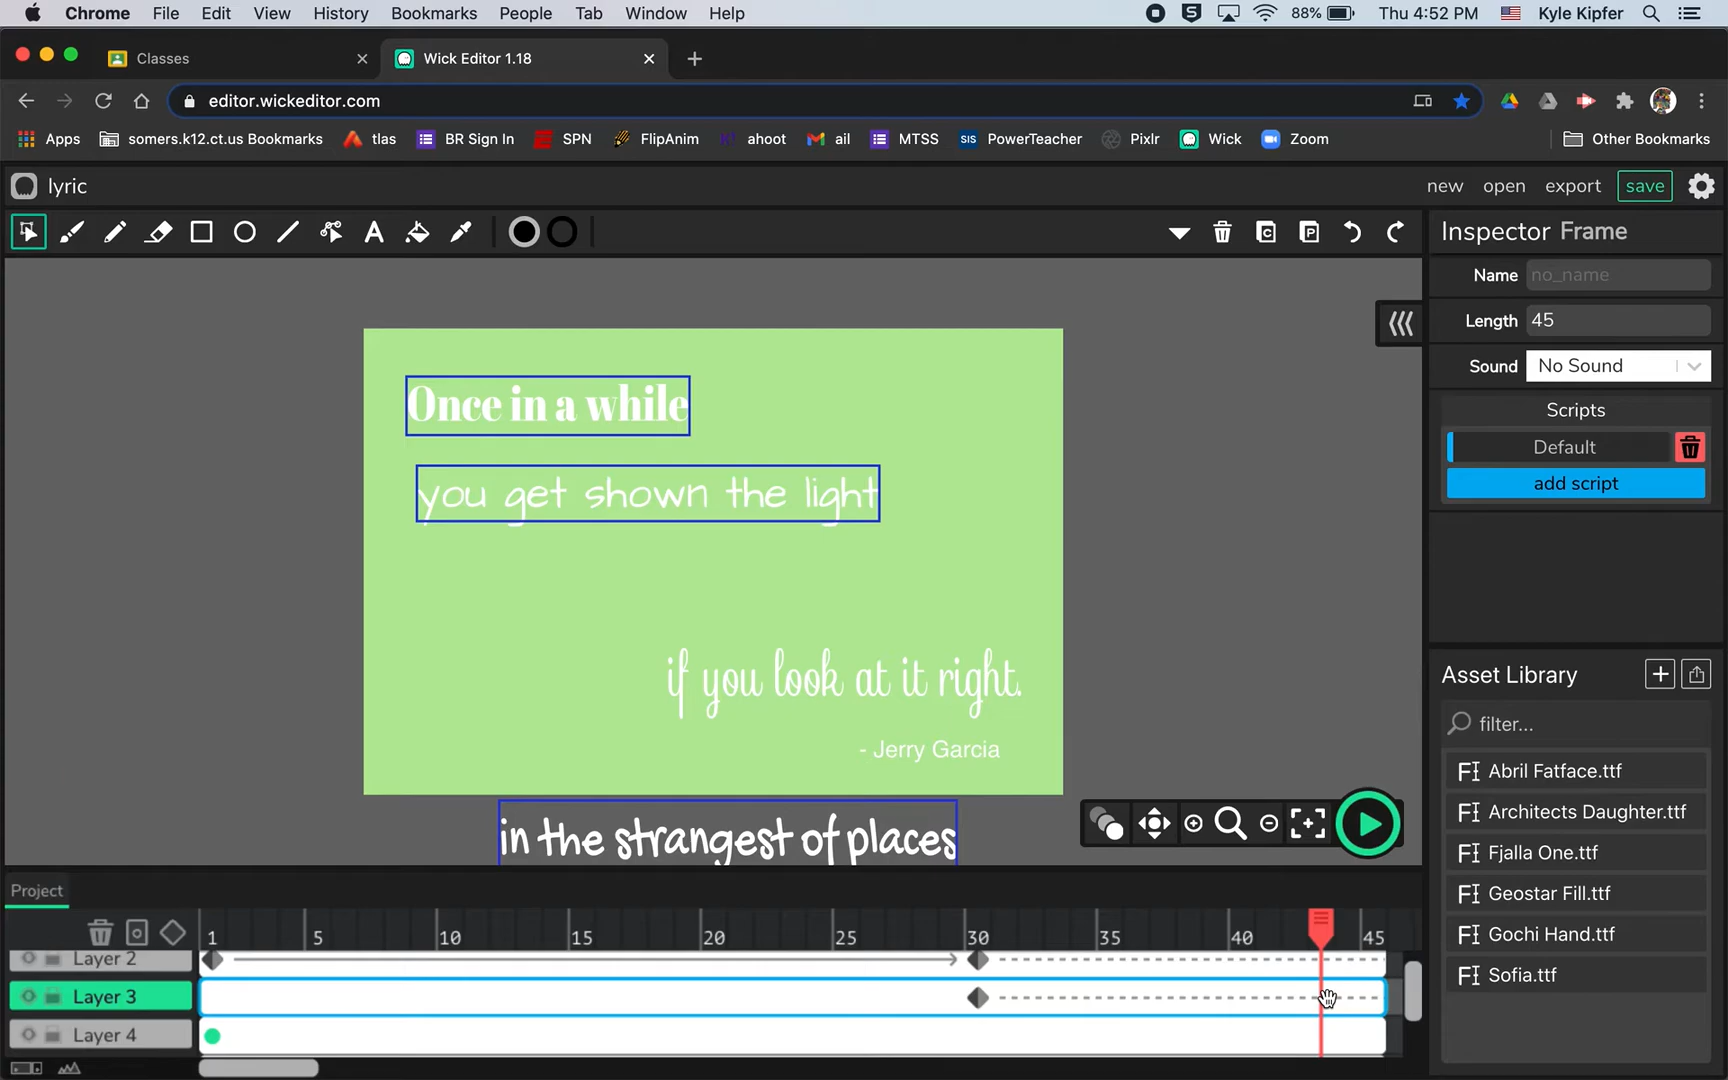 Chrome File Edit View History Bookmarks People Tab Window Help 88% Thu 4:52 PM Kyle Kipfer
Classes Wick Editor 1.18
editor.wickeditor.com
Apps somers.k12.ct.us Bookmarks tlas BR Sign In SPN FlipAnim ahoot ail MTSS SIS PowerTeacher Pixlr Wick Zoom Other Bookmarks
lyric new open export save
Inspector Frame
Name no_name
Length 45
Sound No Sound
Scripts
Default
add script
Once in a while
you get shown the light
if you look at it right.
- Jerry Garcia
in the strangest of places
Asset Library
filter...
Abril Fatface.ttf
Architects Daughter.ttf
Fjalla One.ttf
Geostar Fill.ttf
Gochi Hand.ttf
Sofia.ttf
Project
1 5 10 15 20 25 30 35 40 45
Layer 2
Layer 3
Layer 4